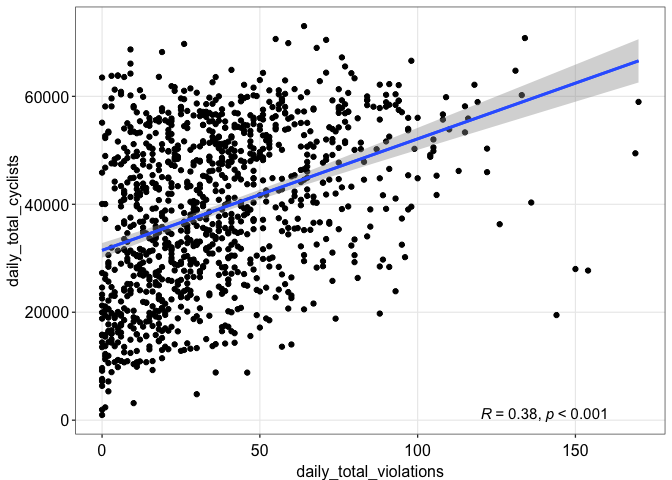 60000
40000
20000
0
daily_total_cyclists
R = 0.38, p < 0.001
0 50 100 150
daily_total_violations